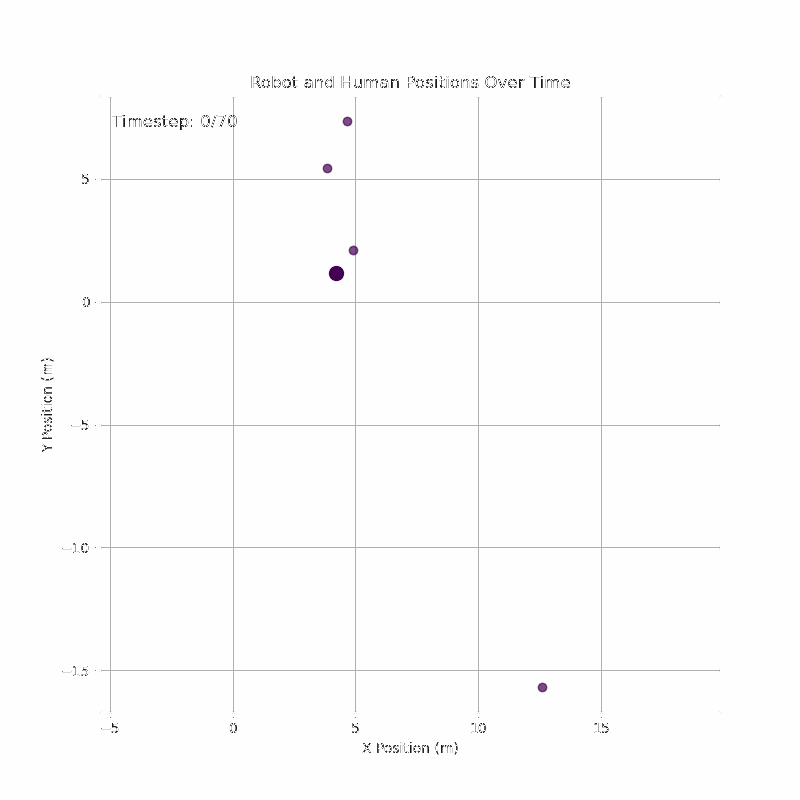 Robot and Human Positions Over Time
Timestep: 0/70
5
0
−5
−10
−15
Y Position (m)
−5
0
5
10
15
X Position (m)